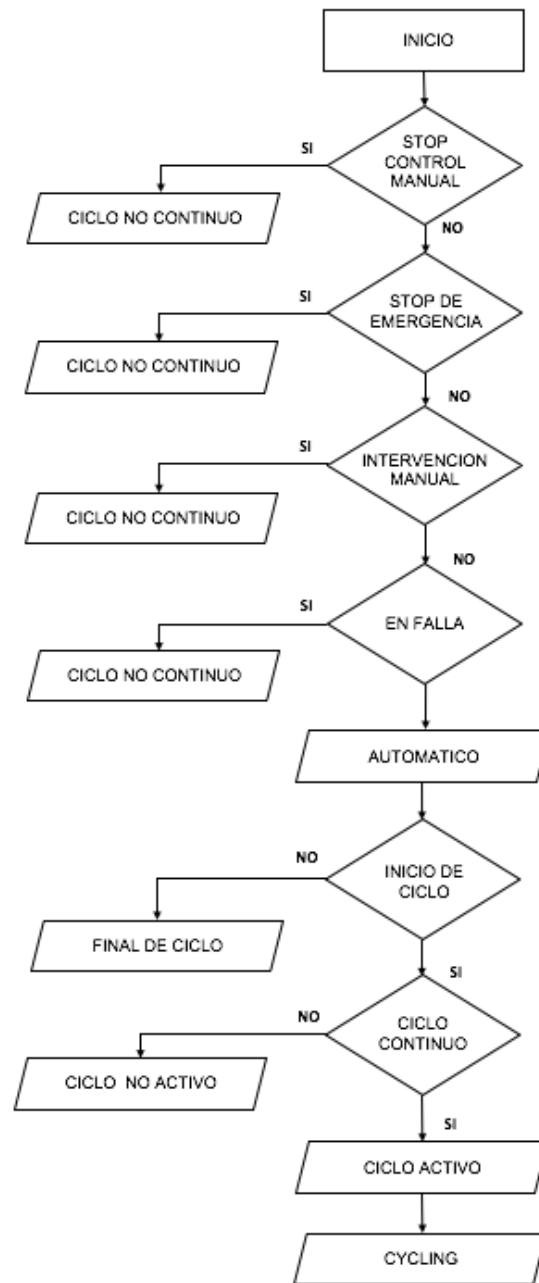 INICIO
STOP
CONTROL
MANUAL
SI
CICLO NO CONTINUO
NO
STOP DE
EMERGENCIA
SI
CICLO NO CONTINUO
NO
INTERVENCION
MANUAL
SI
CICLO NO CONTINUO
NO
EN FALLA
SI
CICLO NO CONTINUO
AUTOMATICO
INICIO DE
CICLO
NO
FINAL DE CICLO
SI
CICLO
CONTINUO
NO
CICLO NO ACTIVO
SI
CICLO ACTIVO
CYCLING